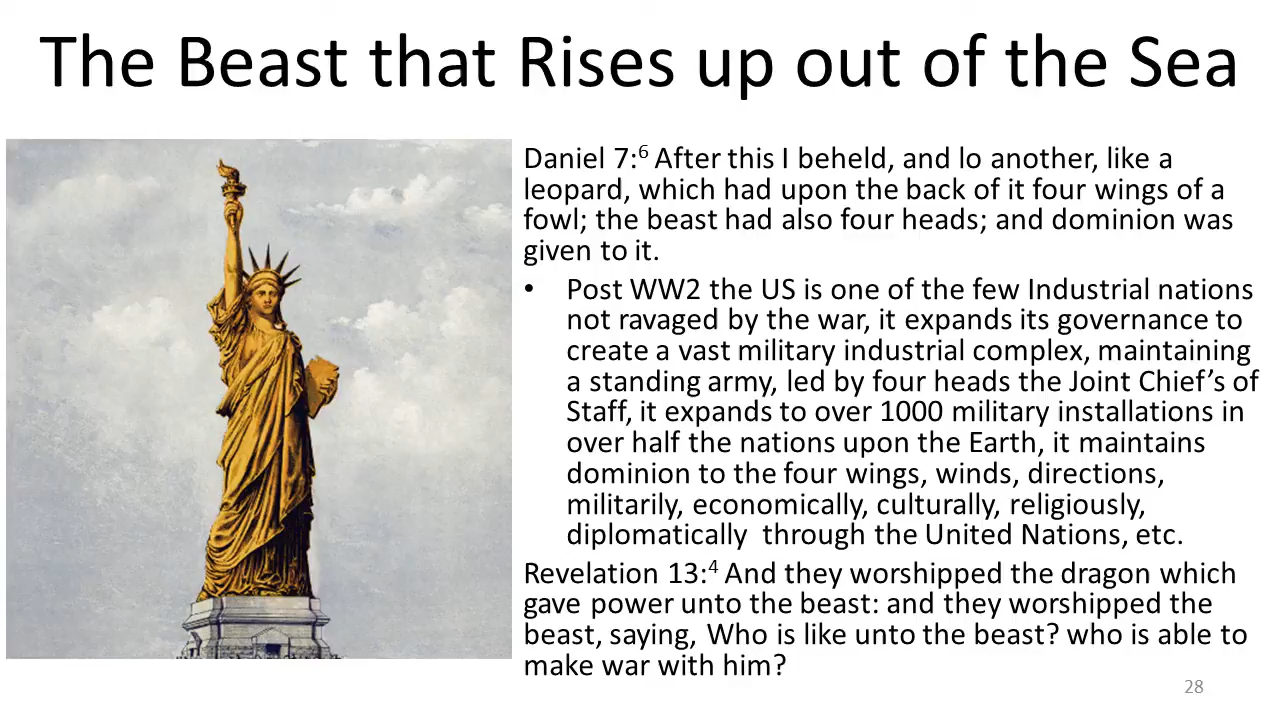 The Beast that Rises up out of the Sea
Daniel 7:6 After this I beheld, and lo another, like a
leopard, which had upon the back of it four wings of a
fowl; the beast had also four heads; and dominion was
given to it.
• Post WW2 the US is one of the few Industrial nations
not ravaged by the war, it expands its governance to
create a vast military industrial complex, maintaining
a standing army, led by four heads the Joint Chief’s of
Staff, it expands to over 1000 military installations in
over half the nations upon the Earth, it maintains
dominion to the four wings, winds, directions,
militarily, economically, culturally, religiously,
diplomatically  through the United Nations, etc.
Revelation 13:4 And they worshipped the dragon which
gave power unto the beast: and they worshipped the
beast, saying, Who is like unto the beast? who is able to
make war with him?
28